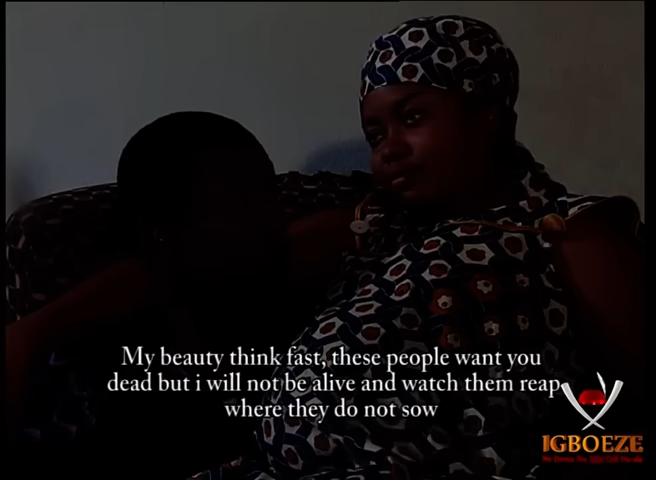 My beauty think fast, these people want you
dead but i will not be alive and watch them reap
where they do not sow
IGBOEZE